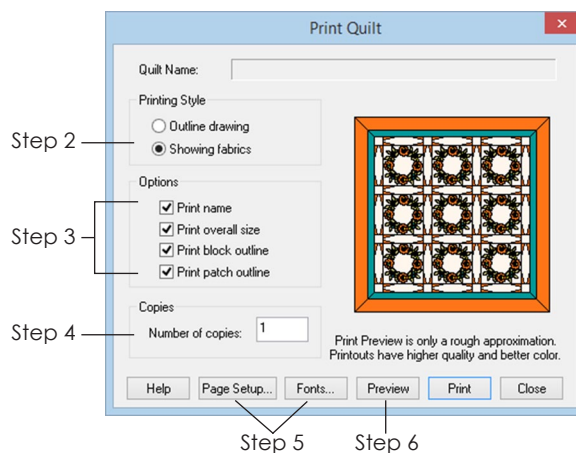 Print Quilt
Quilt Name:
Printing Style
Outline drawing
Step 2
Showing fabrics
Options
Print name
Print overall size
Step 3
Print block outline
Print patch outline
Copies
Step 4
Number of copies: 1
Print Preview is only a rough approximation.
Printouts have higher quality and better color.
Help Page Setup... Fonts... Preview Print Close
Step 5 Step 6